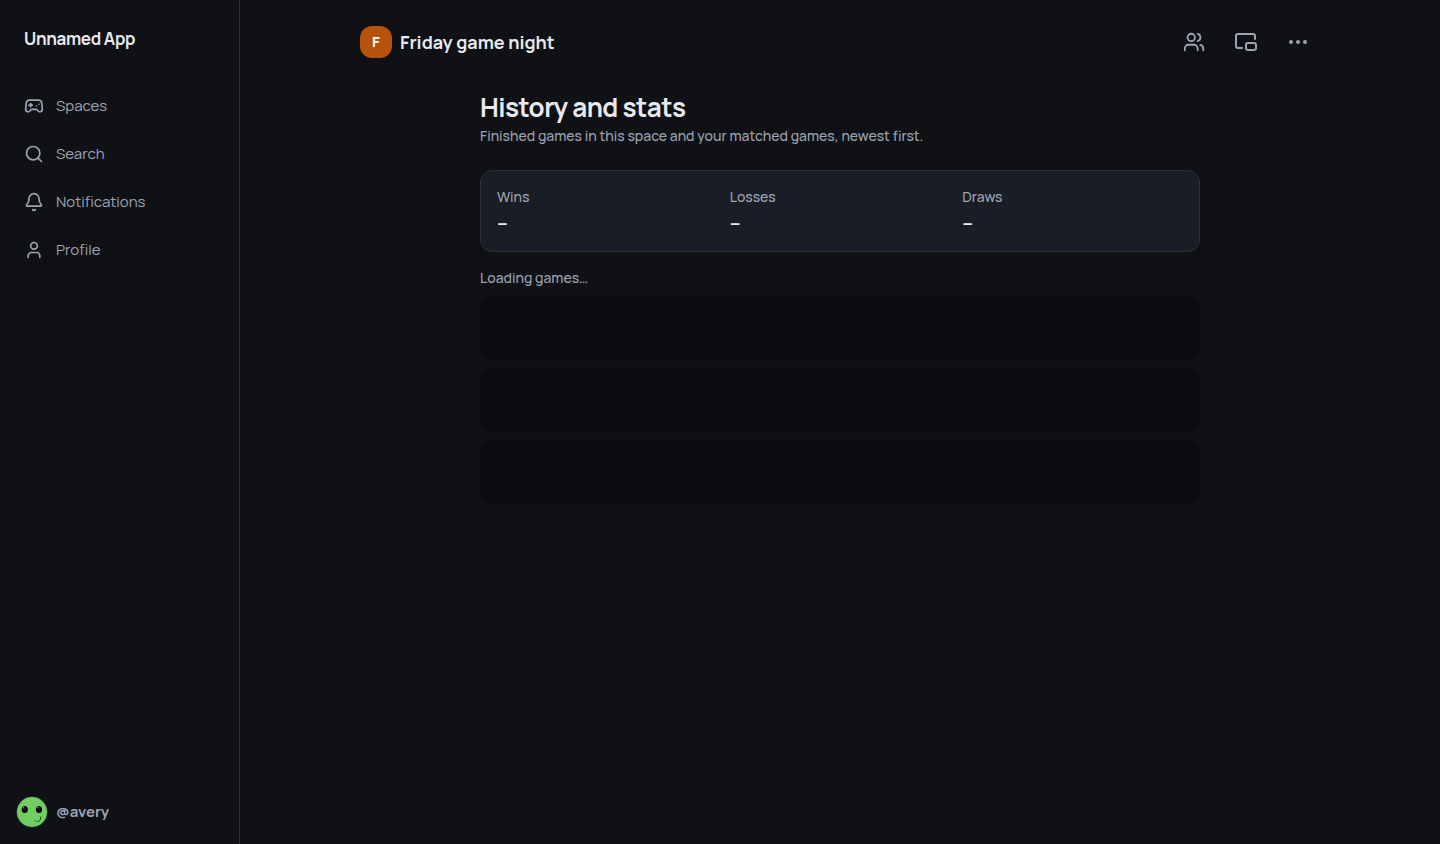 Unnamed App
Spaces
Search
Notifications
Profile
@avery
F Friday game night
History and stats
Finished games in this space and your matched games, newest first.
Wins Losses Draws
– – –
Loading games…